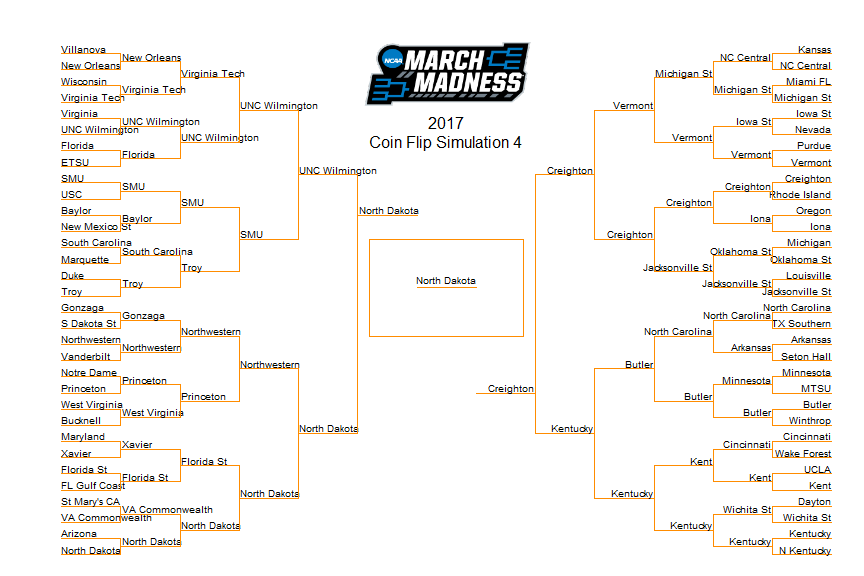 NCAA
MARCH
MADNESS
2017
Coin Flip Simulation 4
Villanova
New Orleans
New Orleans
Virginia Tech
Wisconsin
Virginia Tech
Virginia Tech
UNC Wilmington
Virginia
UNC Wilmington
UNC Wilmington
UNC Wilmington
Florida
Florida
ETSU
UNC Wilmington
SMU
SMU
USC
SMU
Baylor
Baylor
New Mexico St
SMU
South Carolina
South Carolina
Marquette
Troy
Duke
Troy
Troy
North Dakota
Gonzaga
Gonzaga
S Dakota St
Northwestern
Northwestern
Northwestern
Vanderbilt
Northwestern
Notre Dame
Princeton
Princeton
Princeton
West Virginia
West Virginia
Bucknell
North Dakota
Maryland
Xavier
Xavier
Florida St
Florida St
Florida St
FL Gulf Coast
North Dakota
St Mary's CA
VA Commonwealth
VA Commonwealth
North Dakota
Arizona
North Dakota
North Dakota
North Dakota
Creighton
Kansas
NC Central
NC Central
Michigan St
Miami FL
Michigan St
Michigan St
Vermont
Iowa St
Iowa St
Nevada
Vermont
Purdue
Vermont
Vermont
Creighton
Creighton
Creighton
Rhode Island
Creighton
Oregon
Iona
Iona
Creighton
Michigan
Oklahoma St
Oklahoma St
Jacksonville St
Louisville
Jacksonville St
Jacksonville St
North Carolina
North Carolina
TX Southern
North Carolina
Arkansas
Arkansas
Seton Hall
Butler
Minnesota
Minnesota
MTSU
Butler
Butler
Butler
Winthrop
Kentucky
Cincinnati
Cincinnati
Wake Forest
Kent
UCLA
Kent
Kent
Kentucky
Dayton
Wichita St
Wichita St
Kentucky
Kentucky
Kentucky
N Kentucky